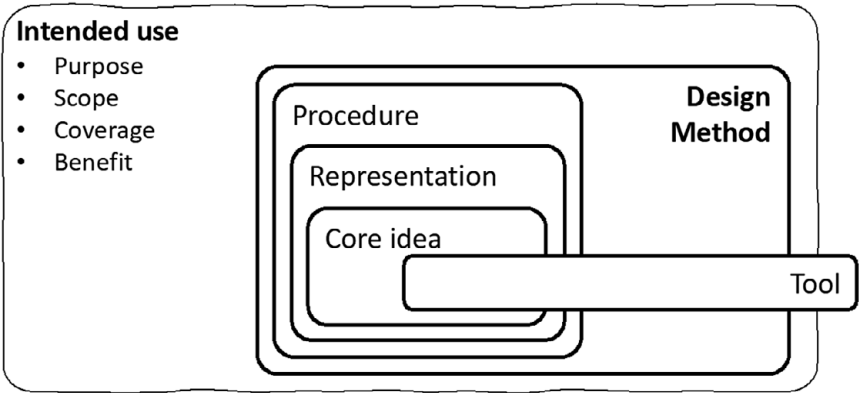 Intended use
• Purpose
• Scope
• Coverage
• Benefit
Design
Method
Procedure
Representation
Core idea
Tool